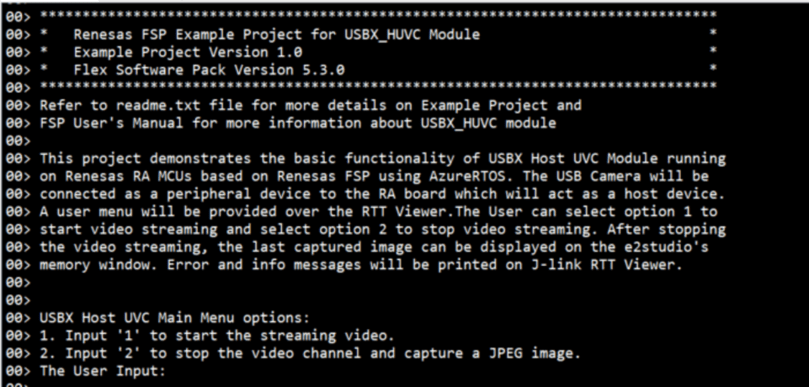 00> ********************************************************************************
00> *   Renesas FSP Example Project for USBX_HUVC Module                           *
00> *   Example Project Version 1.0                                                *
00> *   Flex Software Pack Version 5.3.0                                           *
00> ********************************************************************************
00> Refer to readme.txt file for more details on Example Project and
00> FSP User's Manual for more information about USBX_HUVC module
00>
00> This project demonstrates the basic functionality of USBX Host UVC Module running
00> on Renesas RA MCUs based on Renesas FSP using AzureRTOS. The USB Camera will be
00> connected as a peripheral device to the RA board which will act as a host device.
00> A user menu will be provided over the RTT Viewer.The User can select option 1 to
00> start video streaming and select option 2 to stop video streaming. After stopping
00> the video streaming, the last captured image can be displayed on the e2studio's
00> memory window. Error and info messages will be printed on J-link RTT Viewer.
00>
00>
00> USBX Host UVC Main Menu options:
00> 1. Input '1' to start the streaming video.
00> 2. Input '2' to stop the video channel and capture a JPEG image.
00> The User Input: